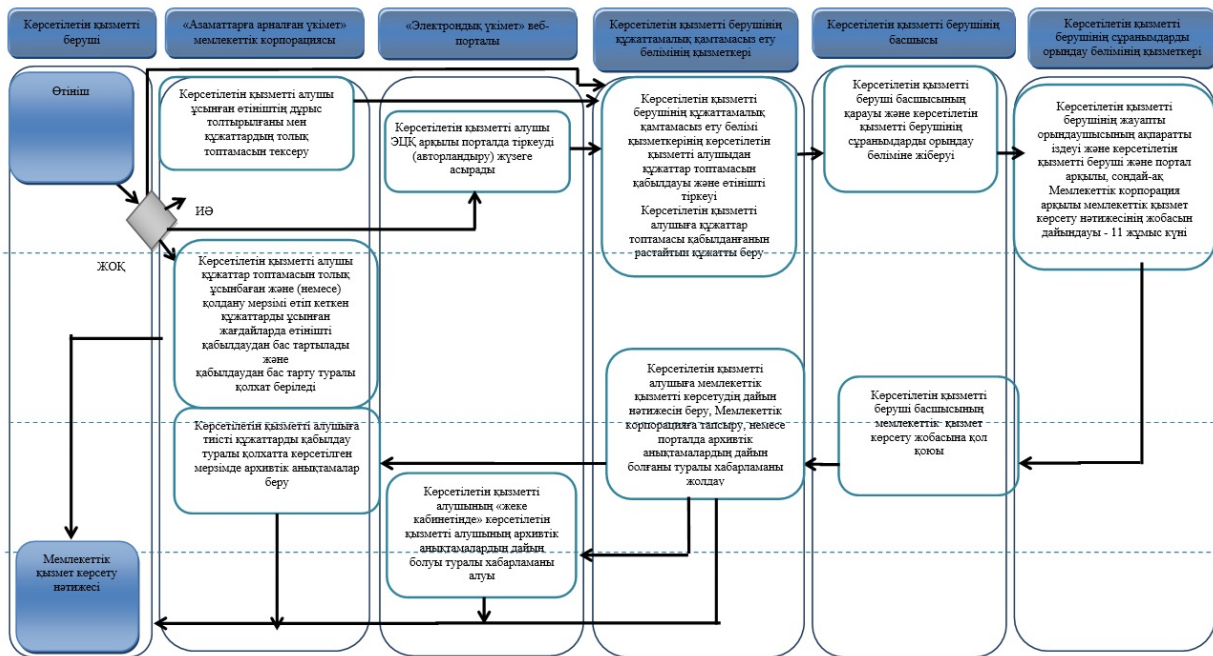 Көрсетілетін қызметті
беруші
«Азаматтарға арналған үкімет»
мемлекеттік корпорациясы
«Электрондық үкімет» веб-
порталы
Көрсетілетін қызметті берушінің
құжаттамалық қамтамасыз ету
бөлімінің қызметкері
Көрсетілетін қызметті берушінің
басшысы
Көрсетілетін қызметті
берушінің сұранымдарды
орындау бөлімінің қызметкері
Өтініш
Көрсетілетін қызметті алушы
ұсынған өтініштің дұрыс
толтырылғаны мен
құжаттардың толық
топтамасын тексеру
Көрсетілетін қызметті алушы
ЭЦҚ арқылы порталда тіркеуді
(авторландыру) жүзеге
асырады
Көрсетілетін қызметті
берушінің құжаттамалық
қамтамасыз ету бөлімі
қызметкерінің көрсетілетін
қызметті алушыдан
құжаттар топтамасын
қабылдауы және өтінішті
тіркеуі
Көрсетілетін қызметті
алушыға құжаттар
топтамасы қабылданғанын
растайтын құжатты беру
Көрсетілетін қызметті
беруші басшысының
қарауы және көрсетілетін
қызметті берушінің
сұранымдарды орындау
бөліміне жіберуі
Көрсетілетін қызметті
берушінің жауапты
орындаушысының ақпаратты
іздеуі және көрсетілетін
қызметті беруші және портал
арқылы, сондай-ақ
Мемлекеттік корпорация
арқылы мемлекеттік қызмет
көрсету нәтижесінің жобасын
дайындауы - 11 жұмыс күні
ИӘ
ЖОҚ
Көрсетілетін қызметті алушы
құжаттар топтамасын толық
ұсынбаған және (немесе)
қолдану мерзімі өтіп кеткен
құжаттарды ұсынған
жағдайларда өтінішті
қабылдаудан бас тартылады
және
қабылдаудан бас тарту туралы
қолхат беріледі
Көрсетілетін қызметті
алушыға мемлекеттік
қызметті көрсетудің дайын
нәтижесін беру, Мемлекеттік
корпорацияға тапсыру, немесе
порталда архивтік
анықтамалардың дайын
болғаны туралы хабарламаны
жолдау
Көрсетілетін қызметті
беруші басшысының
мемлекеттік қызмет
көрсету жобасына қол
қоюы
Көрсетілетін қызметті алушыға
тиісті құжаттарды қабылдау
туралы қолхатта көрсетілген
мерзімде архивтік анықтамалар
беру
Көрсетілетін қызметті
алушының «жеке
кабинетінде» көрсетілетін
қызметті алушының архивтік
анықтамалардың дайын
болуы туралы хабарламаны
алуы
Мемлекеттік
қызмет көрсету
нәтижесі